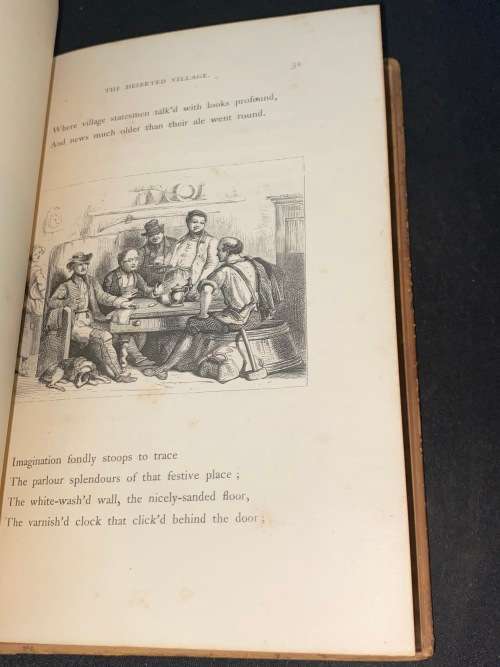 THE DESERTED VILLAGE.
Where village statesmen talk'd with looks profound,
And news much older than their ale went round.
Imagination fondly stoops to trace
The parlour splendours of that festive place ;
The white-wash'd wall, the nicely-sanded floor,
The varnish'd clock that click'd behind the door ;